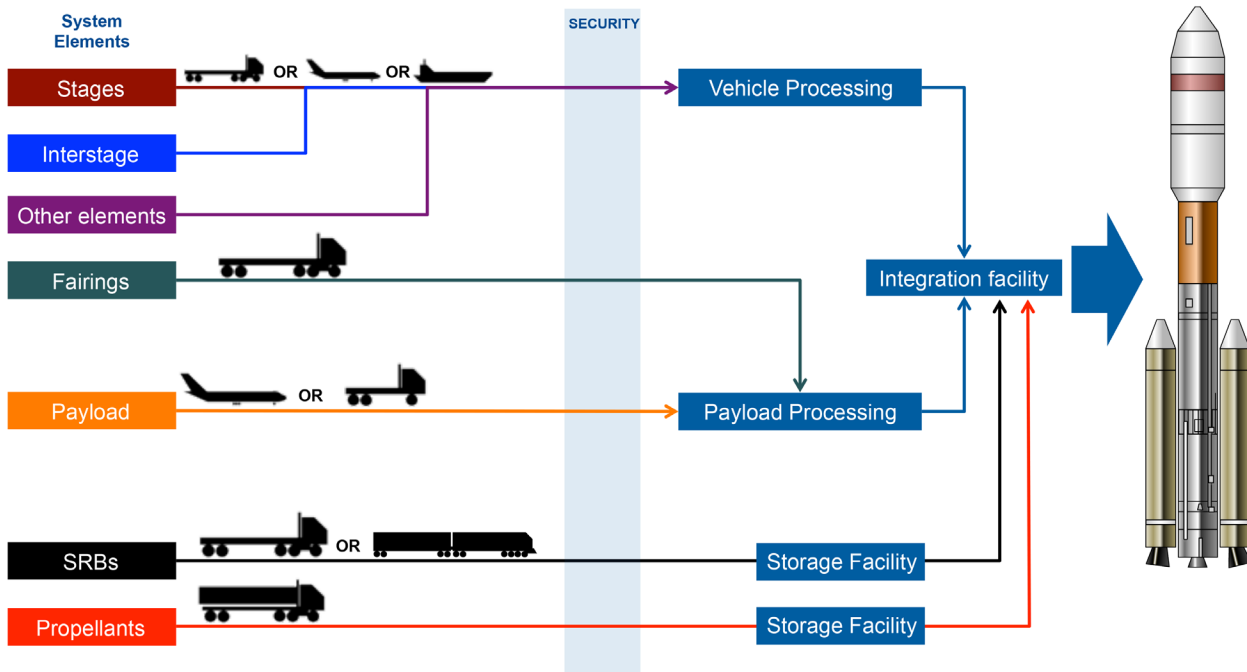 System
Elements
SECURITY
OR
OR
Stages
Vehicle Processing
Interstage
Other elements
Fairings
Integration facility
OR
Payload
Payload Processing
OR
SRBs
Storage Facility
Propellants
Storage Facility